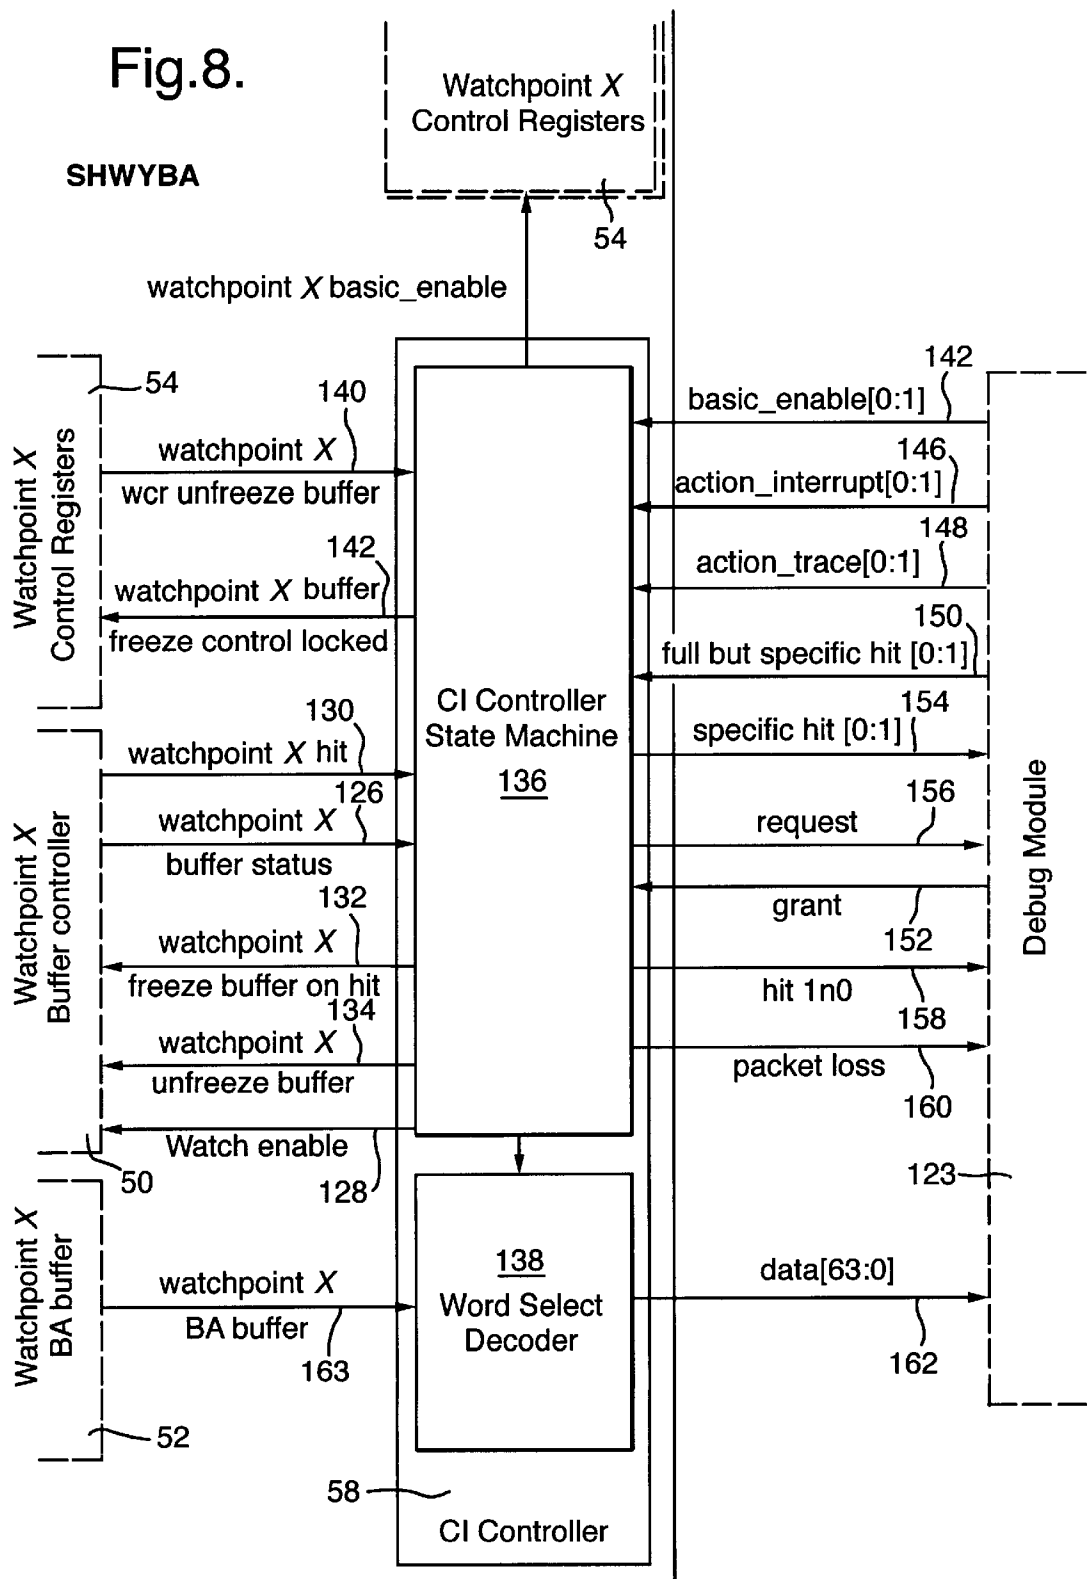 Fig.8.
SHWYBA
Watchpoint X
Control Registers
54
watchpoint X basic_enable
54
Watchpoint X
Control Registers
140
watchpoint X
wcr unfreeze buffer
142
watchpoint X buffer
freeze control locked
130
watchpoint X hit
126
watchpoint X
buffer status
132
watchpoint X
freeze buffer on hit
134
watchpoint X
unfreeze buffer
Watch enable
128
50
Watchpoint X
Buffer controller
Watchpoint X
BA buffer
watchpoint X
BA buffer
163
52
CI Controller
State Machine
136
138
Word Select
Decoder
58
CI Controller
142
basic_enable[0:1]
146
action_interrupt[0:1]
148
action_trace[0:1]
150
full but specific hit [0:1]
154
specific hit [0:1]
156
request
grant
152
hit 1n0
158
packet loss
160
123
data[63:0]
162
Debug Module